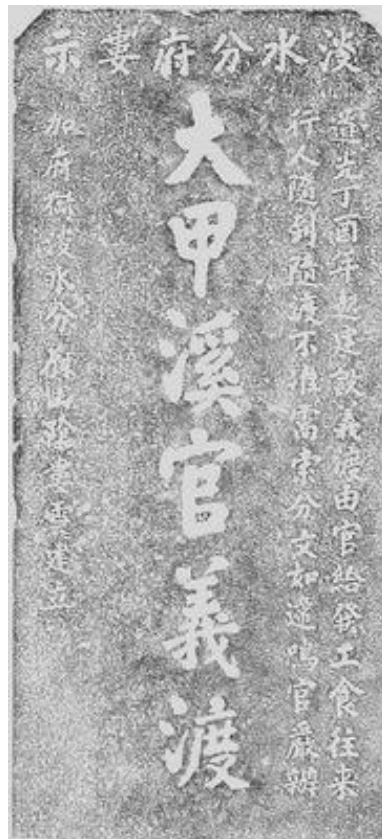 淡水分府婁示
道光丁酉年起建設義渡由官給發工食往來
行人隨到隨渡不准需索分文如違鳴官嚴辦
大甲溪官義渡
知府銜淡水分府山陰婁雲建立